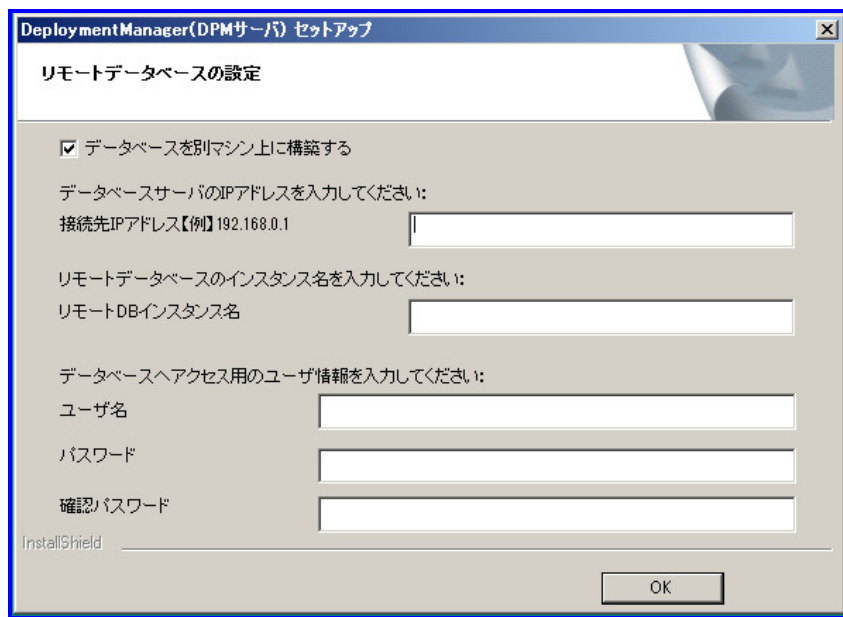 DeploymentManager(DPMサーバ) セットアップ
リモートデータベースの設定
データベースを別マシン上に構築する
データベースサーバのIPアドレスを入力してください:
接続先IPアドレス【例】192.168.0.1
リモートデータベースのインスタンス名を入力してください:
リモートDBインスタンス名
データベースへアクセス用のユーザ情報を入力してください:
ユーザ名
パスワード
確認パスワード
InstallShield
OK